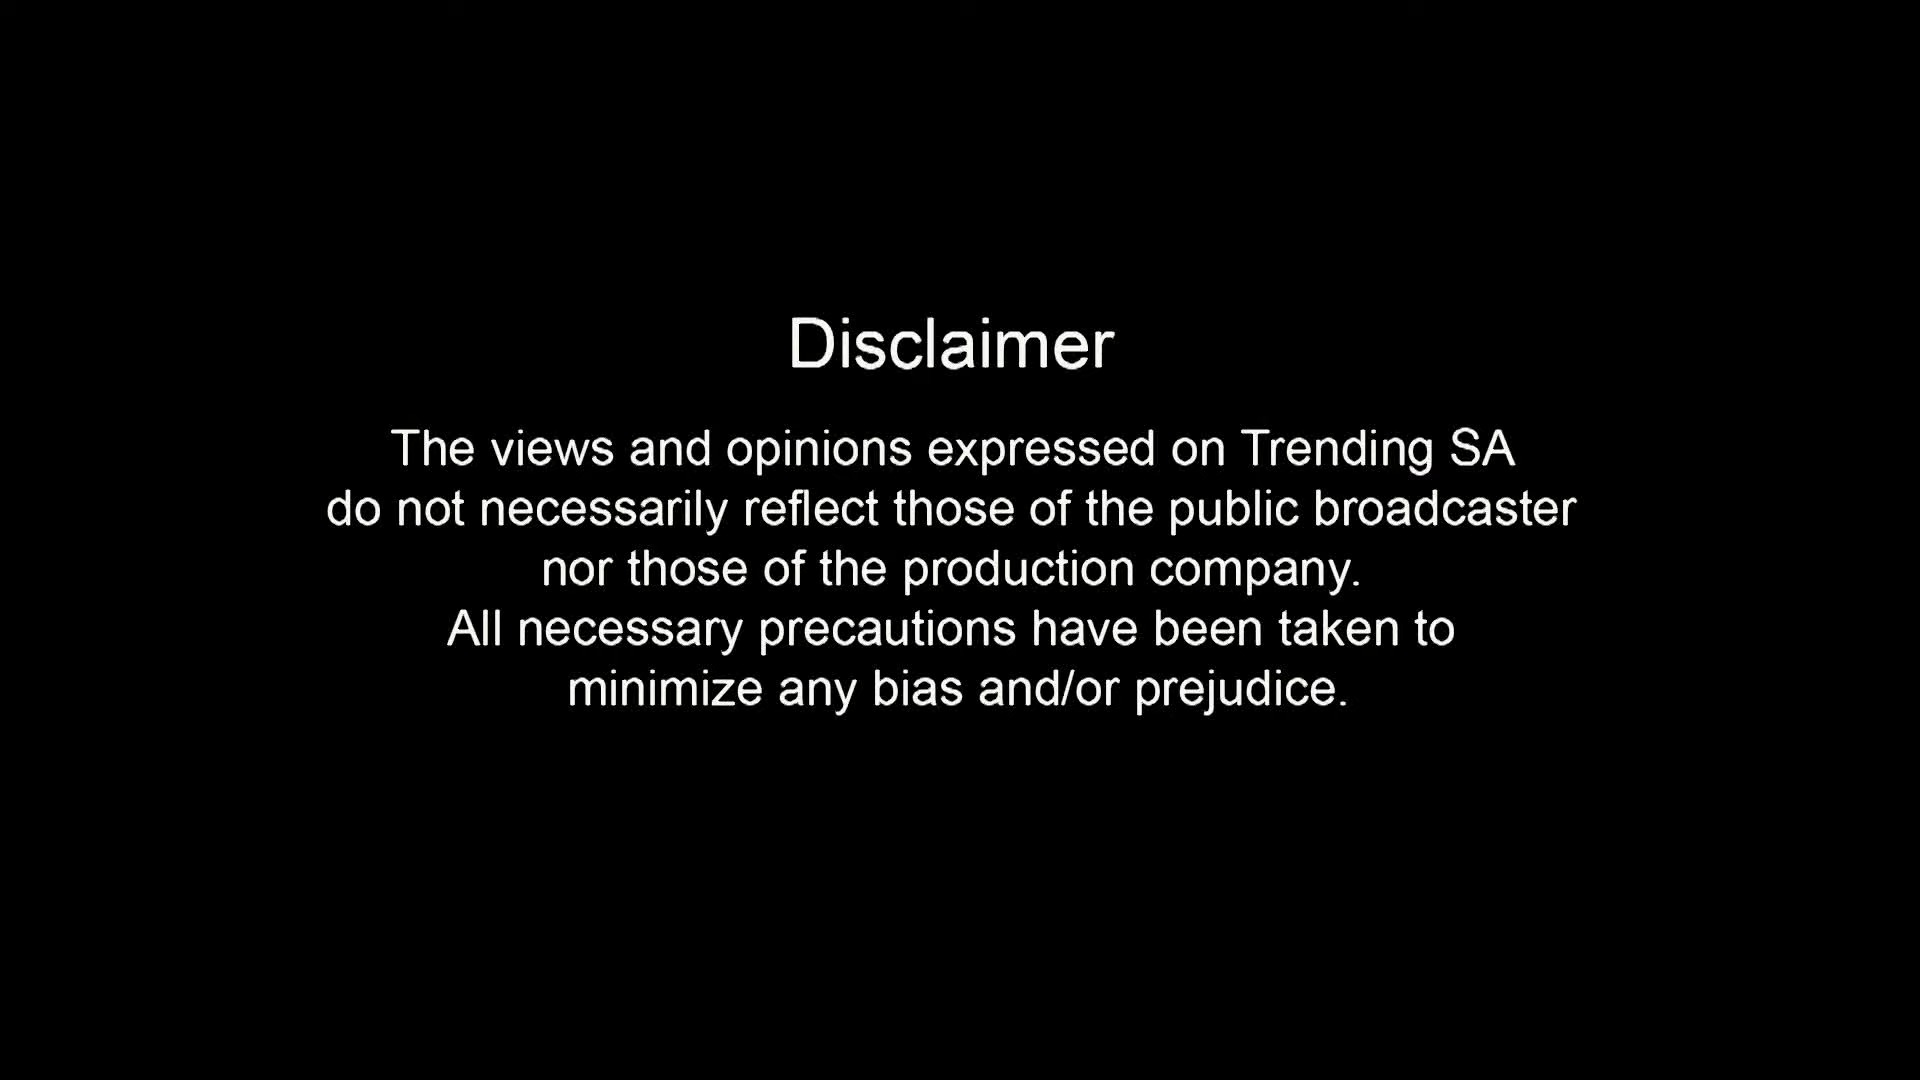 Disclaimer
The views and opinions expressed on Trending SA
do not necessarily reflect those of the public broadcaster
nor those of the production company.
All necessary precautions have been taken to
minimize any bias and/or prejudice.